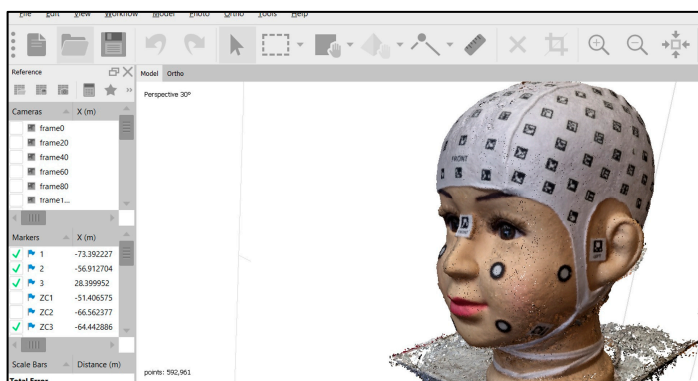 File Edit View Workflow Model Photo Ortho Tools Help
Reference
Model Ortho
Perspective 30°
Cameras X (m)
frame0
frame20
frame40
frame60
frame80
frame1...
FRONT
Markers X (m)
1 -73.392227
2 -56.912704
3 28.399952
ZC1 -51.406575
ZC2 -66.562377
ZC3 -64.442886
Scale Bars Distance (m)
points: 592,961
Total Error